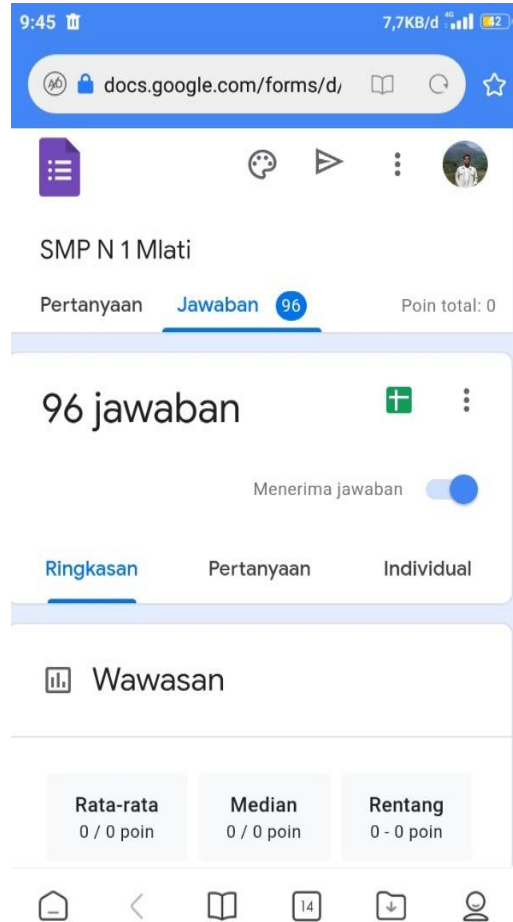 9:45 7,7KB/d 4G 42
docs.google.com/forms/d/
SMP N 1 Mlati
Pertanyaan Jawaban 96 Poin total: 0
96 jawaban
Menerima jawaban
Ringkasan Pertanyaan Individual
Wawasan
Rata-rata Median Rentang
0 / 0 poin 0 / 0 poin 0 - 0 poin
14